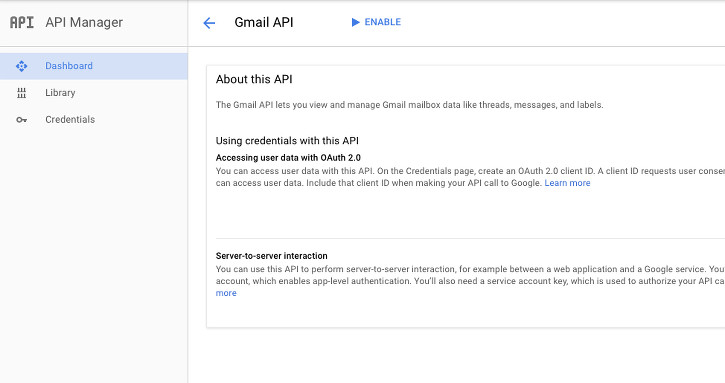 API API Manager
Gmail API
ENABLE
Dashboard
Library
Credentials
About this API
The Gmail API lets you view and manage Gmail mailbox data like threads, messages, and labels.
Using credentials with this API
Accessing user data with OAuth 2.0
You can access user data with this API. On the Credentials page, create an OAuth 2.0 client ID. A client ID requests user
can access user data. Include that client ID when making your API call to Google. Learn more
Server-to-server interaction
You can use this API to perform server-to-server interaction, for example between a web application and a Google service.
account, which enables app-level authentication. You'll also need a service account key, which is used to authorize your API
more